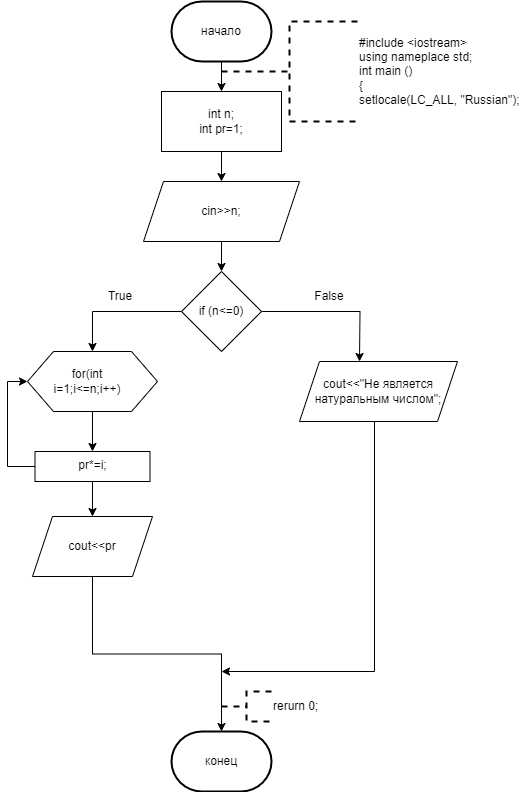 начало
#include <iostream>
using nameplace std;
int main ()
{
setlocale(LC_ALL, "Russian");
int n;
int pr=1;
cin>>n;
if (n<=0)
True
False
for(int
i=1;i<=n;i++)
pr*=i;
cout<<pr
cout<<"Не является
натуральным числом";
rerurn 0;
конец